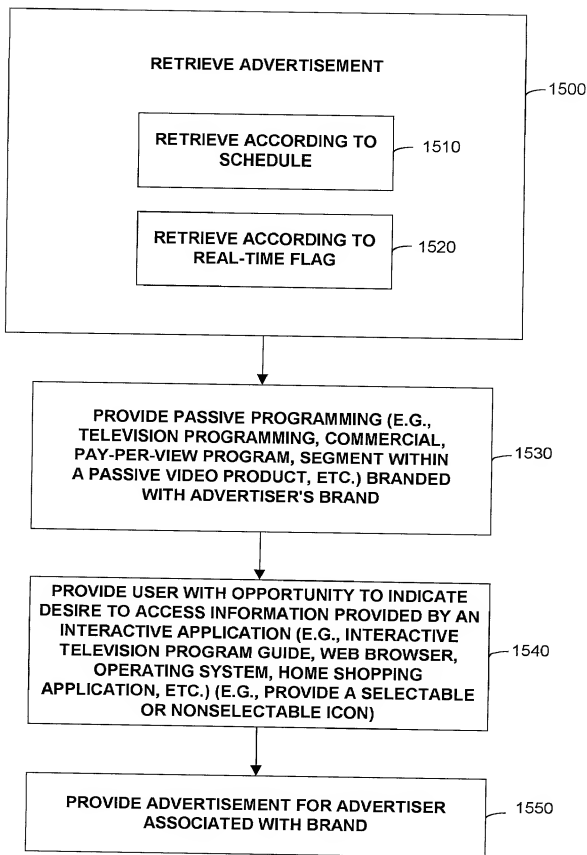 RETRIEVE ADVERTISEMENT
1500
RETRIEVE ACCORDING TO
SCHEDULE
1510
RETRIEVE ACCORDING TO
REAL-TIME FLAG
1520
PROVIDE PASSIVE PROGRAMMING (E.G.,
TELEVISION PROGRAMMING, COMMERCIAL,
PAY-PER-VIEW PROGRAM, SEGMENT WITHIN
A PASSIVE VIDEO PRODUCT, ETC.) BRANDED
WITH ADVERTISER'S BRAND
1530
PROVIDE USER WITH OPPORTUNITY TO INDICATE
DESIRE TO ACCESS INFORMATION PROVIDED BY AN
INTERACTIVE APPLICATION (E.G., INTERACTIVE
TELEVISION PROGRAM GUIDE, WEB BROWSER,
OPERATING SYSTEM, HOME SHOPPING
APPLICATION, ETC.) (E.G., PROVIDE A SELECTABLE
OR NONSELECTABLE ICON)
1540
PROVIDE ADVERTISEMENT FOR ADVERTISER
ASSOCIATED WITH BRAND
1550